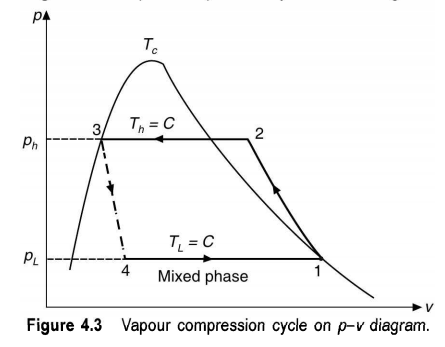 p
T_c
3
T_h = C
2
p_h
T_L = C
p_L
4
Mixed phase
1
v
Figure 4.3 Vapour compression cycle on p–v diagram.